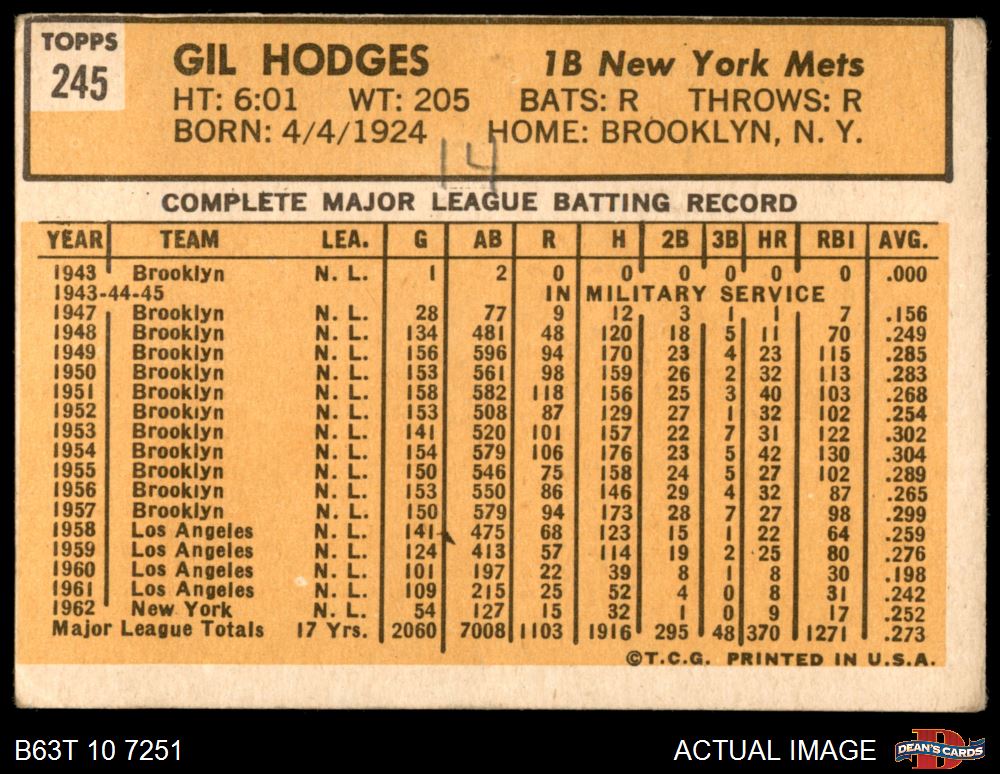 TOPPS
245
GIL HODGES 1B New York Mets
HT: 6:01 WT: 205 BATS: R THROWS: R
BORN: 4/4/1924 HOME: BROOKLYN, N. Y.
14
COMPLETE MAJOR LEAGUE BATTING RECORD
YEAR TEAM LEA. G AB R H 2B 3B HR RBI AVG.
1943 Brooklyn N. L. 1 2 0 0 0 0 0 0 .000
1943-44-45 IN MILITARY SERVICE
1947 Brooklyn N. L. 28 77 9 12 3 1 1 7 .156
1948 Brooklyn N. L. 134 481 48 120 18 5 11 70 .249
1949 Brooklyn N. L. 156 596 94 170 23 4 23 115 .285
1950 Brooklyn N. L. 153 561 98 159 26 2 32 113 .283
1951 Brooklyn N. L. 158 582 118 156 25 3 40 103 .268
1952 Brooklyn N. L. 153 508 87 129 27 1 32 102 .254
1953 Brooklyn N. L. 141 520 101 157 22 7 31 122 .302
1954 Brooklyn N. L. 154 579 106 176 23 5 42 130 .304
1955 Brooklyn N. L. 150 546 75 158 24 5 27 102 .289
1956 Brooklyn N. L. 153 550 86 146 29 4 32 87 .265
1957 Brooklyn N. L. 150 579 94 173 28 7 27 98 .299
1958 Los Angeles N. L. 141 475 68 123 15 1 22 64 .259
1959 Los Angeles N. L. 124 413 57 114 19 2 25 80 .276
1960 Los Angeles N. L. 101 197 22 39 8 1 8 30 .198
1961 Los Angeles N. L. 109 215 25 52 4 0 8 31 .242
1962 New York N. L. 54 127 15 32 1 0 9 17 .252
Major League Totals 17 Yrs. 2060 7008 1103 1916 295 48 370 1271 .273
©T.C.G. PRINTED IN U.S.A.
B63T 10 7251 ACTUAL IMAGE DEAN'S CARDS